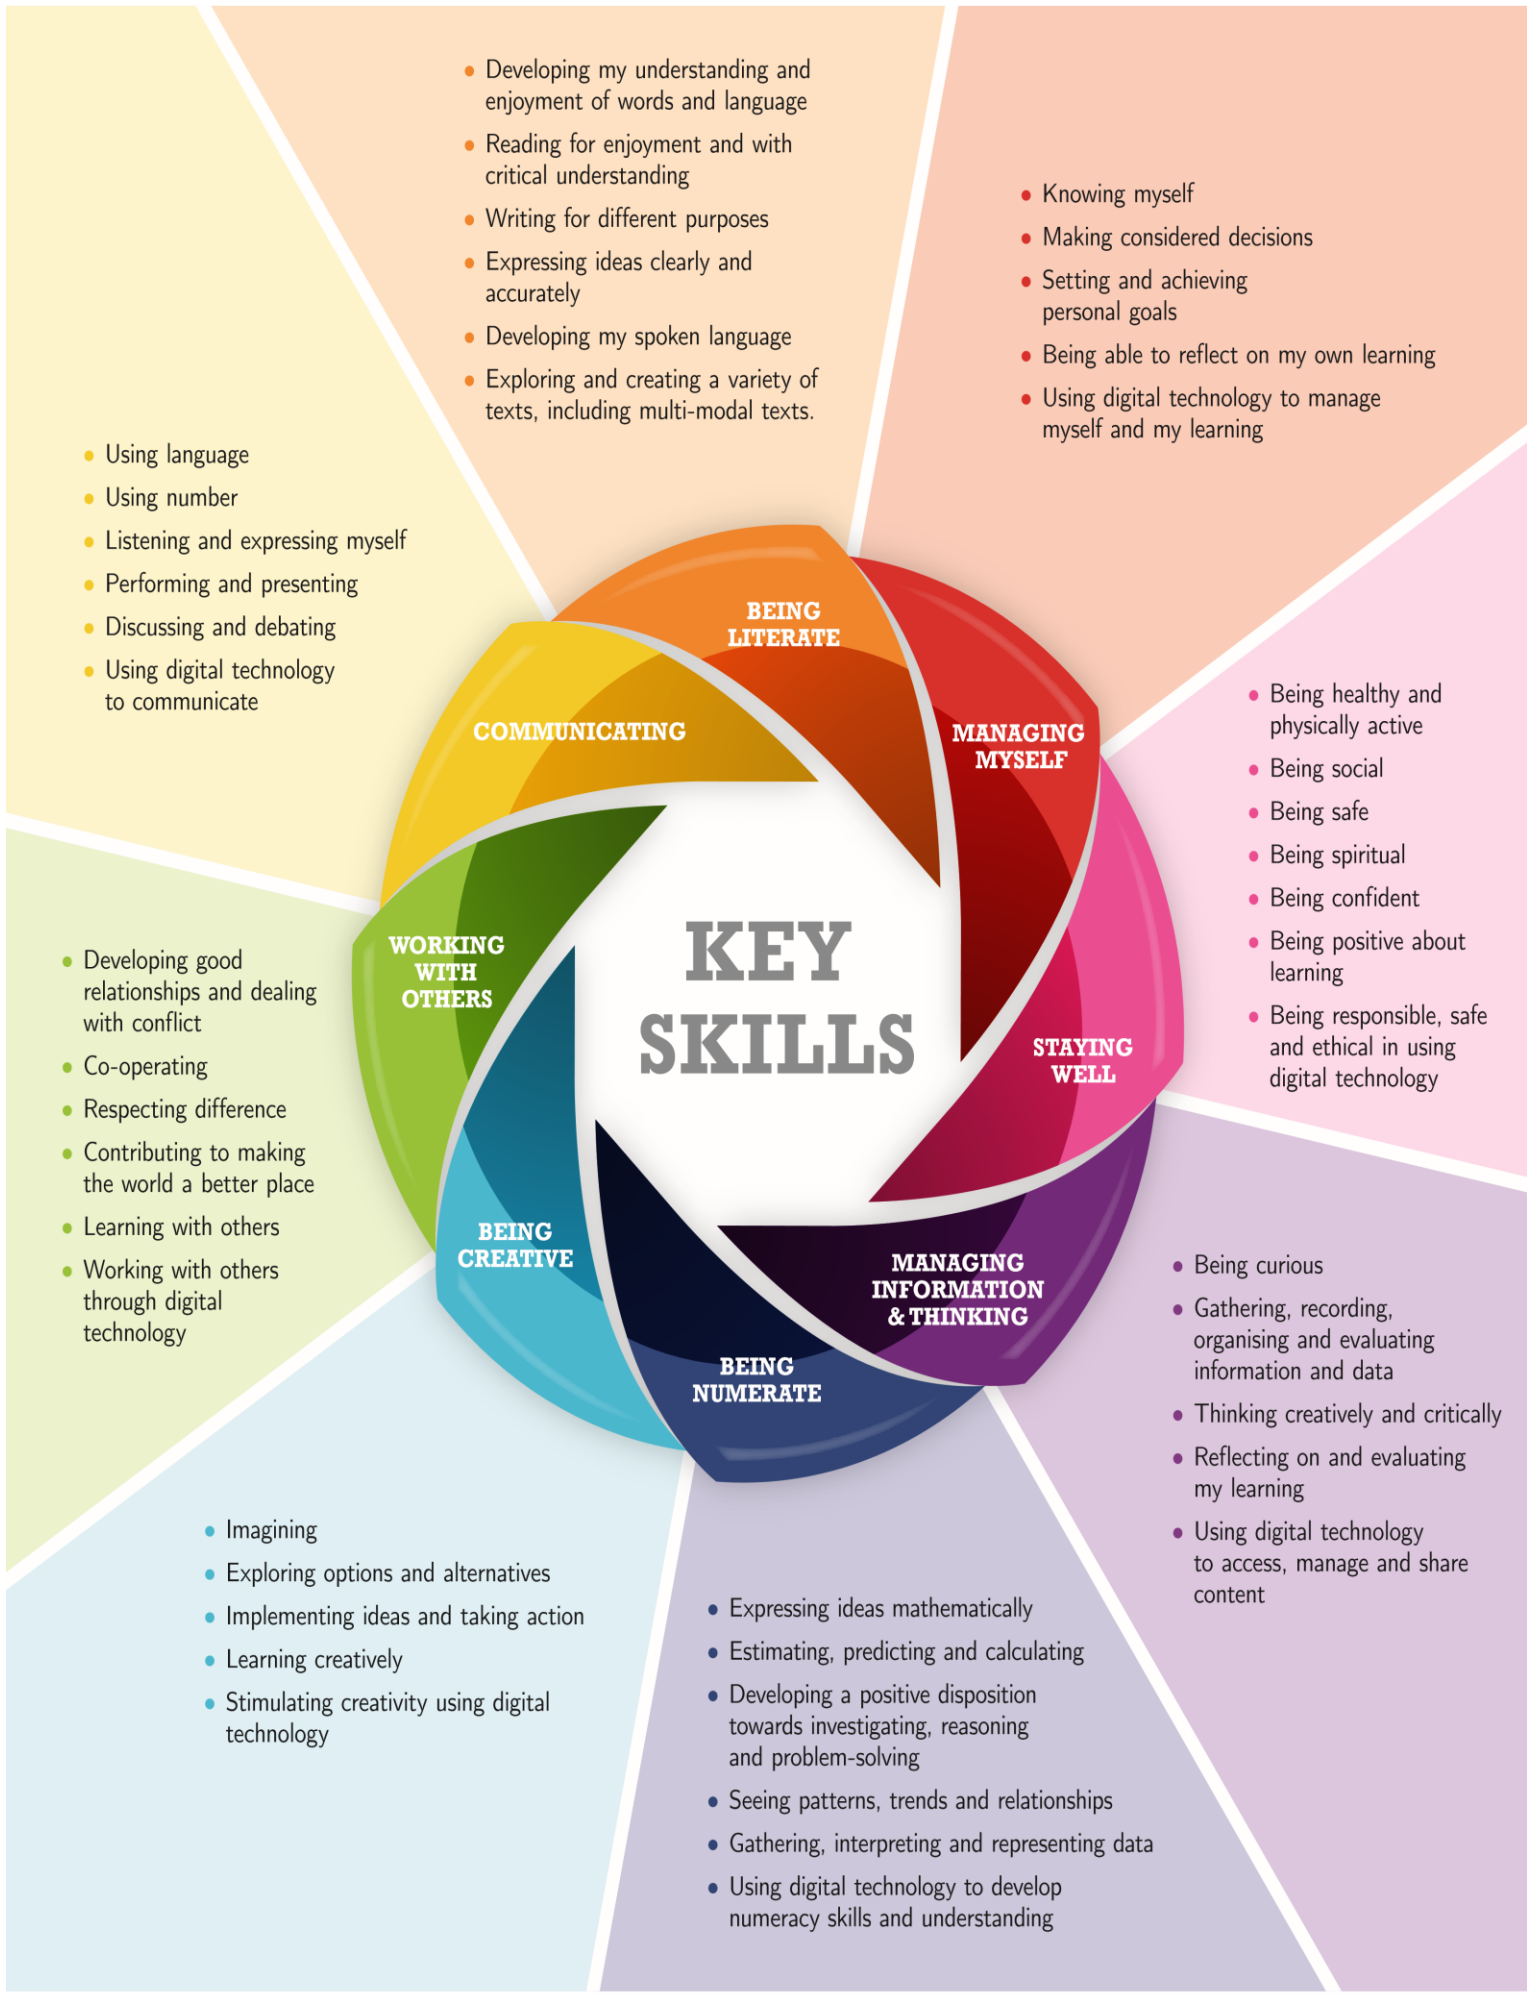 • Developing my understanding and
enjoyment of words and language
• Reading for enjoyment and with
critical understanding
• Writing for different purposes
• Expressing ideas clearly and
accurately
• Developing my spoken language
• Exploring and creating a variety of
texts, including multi-modal texts.
• Knowing myself
• Making considered decisions
• Setting and achieving
personal goals
• Being able to reflect on my own learning
• Using digital technology to manage
myself and my learning
• Using language
• Using number
• Listening and expressing myself
• Performing and presenting
• Discussing and debating
• Using digital technology
to communicate
• Being healthy and
physically active
• Being social
• Being safe
• Being spiritual
• Being confident
• Being positive about
learning
• Being responsible, safe
and ethical in using
digital technology
BEING
LITERATE
COMMUNICATING
MANAGING
MYSELF
WORKING
WITH
OTHERS
KEY
SKILLS
STAYING
WELL
BEING
CREATIVE
MANAGING
INFORMATION
& THINKING
BEING
NUMERATE
• Developing good
relationships and dealing
with conflict
• Co-operating
• Respecting difference
• Contributing to making
the world a better place
• Learning with others
• Working with others
through digital
technology
• Being curious
• Gathering, recording,
organising and evaluating
information and data
• Thinking creatively and critically
• Reflecting on and evaluating
my learning
• Using digital technology
to access, manage and share
content
• Imagining
• Exploring options and alternatives
• Implementing ideas and taking action
• Learning creatively
• Stimulating creativity using digital
technology
• Expressing ideas mathematically
• Estimating, predicting and calculating
• Developing a positive disposition
towards investigating, reasoning
and problem-solving
• Seeing patterns, trends and relationships
• Gathering, interpreting and representing data
• Using digital technology to develop
numeracy skills and understanding